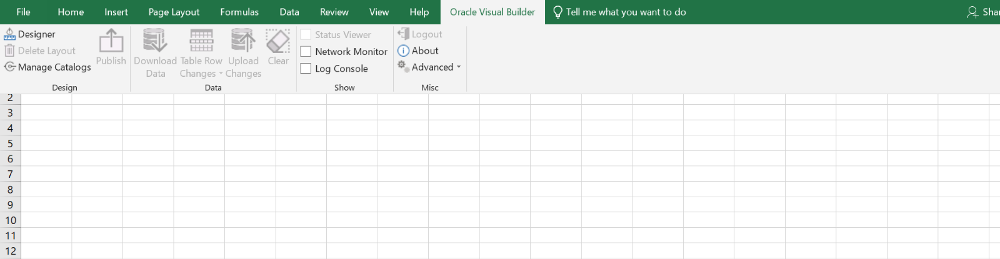 File Home Insert Page Layout Formulas Data Review View Help Oracle Visual Builder Tell me what you want to do
Designer
Delete Layout
Manage Catalogs
Publish
Design
Download
Data
Table Row
Changes
Upload
Changes
Clear
Data
Status Viewer
Network Monitor
Log Console
Show
Logout
About
Advanced
Misc
2
3
4
5
6
7
8
9
10
11
12